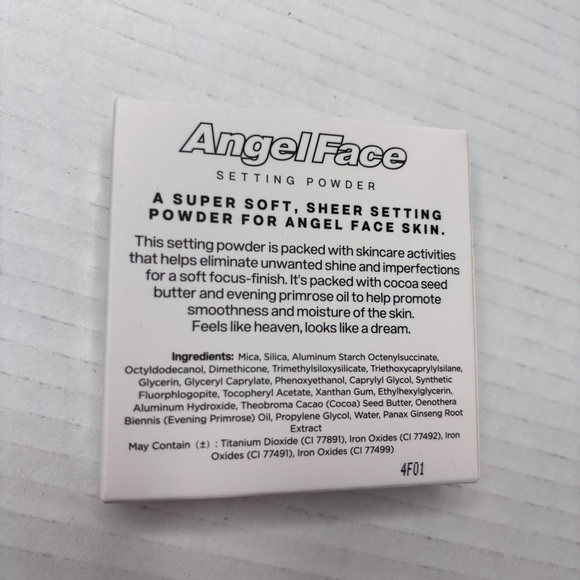 Angel Face
SETTING POWDER
A SUPER SOFT, SHEER SETTING
POWDER FOR ANGEL FACE SKIN.
This setting powder is packed with skincare activities
that helps eliminate unwanted shine and imperfections
for a soft focus-finish. It's packed with cocoa seed
butter and evening primrose oil to help promote
smoothness and moisture of the skin.
Feels like heaven, looks like a dream.
Ingredients: Mica, Silica, Aluminum Starch Octenylsuccinate,
Octyldodecanol, Dimethicone, Trimethylsiloxysilicate, Triethoxycaprylylsilane,
Glycerin, Glyceryl Caprylate, Phenoxyethanol, Caprylyl Glycol, Synthetic
Fluorphlogopite, Tocopheryl Acetate, Xanthan Gum, Ethylhexylglycerin,
Aluminum Hydroxide, Theobroma Cacao (Cocoa) Seed Butter, Oenothera
Biennis (Evening Primrose) Oil, Propylene Glycol, Water, Panax Ginseng Root
Extract
May Contain (±) : Titanium Dioxide (CI 77891), Iron Oxides (CI 77492), Iron
Oxides (CI 77491), Iron Oxides (CI 77499)
4F01